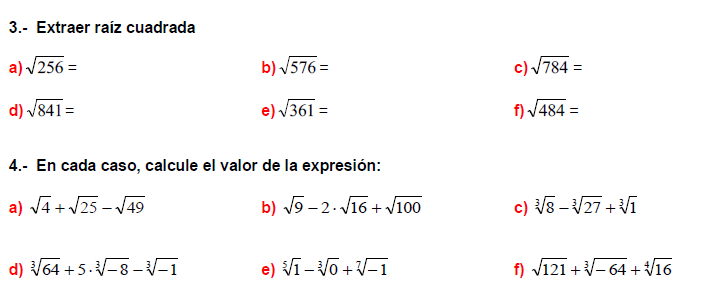 3.- Extraer raíz cuadrada
a) √256 = b) √576 = c) √784 =
d) √841 = e) √361 = f) √484 =
4.- En cada caso, calcule el valor de la expresión:
a) √4 + √25 − √49 b) √9 − 2 · √16 + √100 c) ∛8 − ∛27 + ∛1
d) ∛64 + 5 · ∛−8 − ∛−1 e) ⁵√1 − ∛0 + ⁷√−1 f) √121 + ∛−64 + ∜16